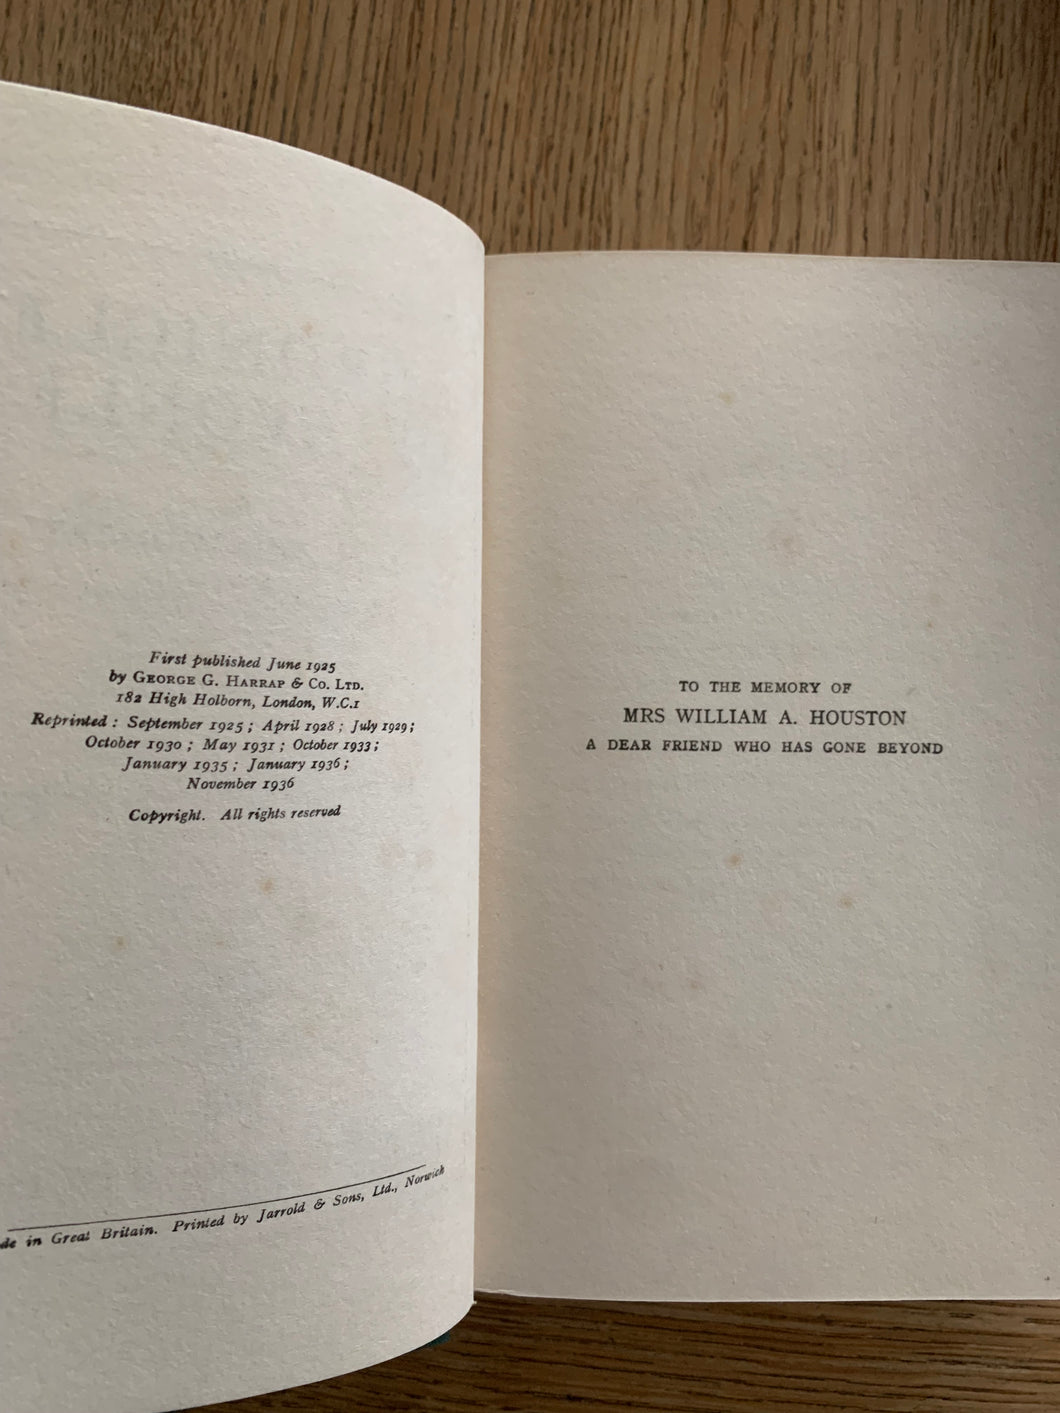 First published June 1925
by GEORGE G. HARRAP & CO. LTD.
182 High Holborn, London, W.C.1
Reprinted: September 1925; April 1928; July 1929;
October 1930; May 1931; October 1933;
January 1935; January 1936;
November 1936
Copyright. All rights reserved
de in Great Britain. Printed by Jarrold & Sons, Ltd., Norwich
TO THE MEMORY OF
MRS WILLIAM A. HOUSTON
A DEAR FRIEND WHO HAS GONE BEYOND